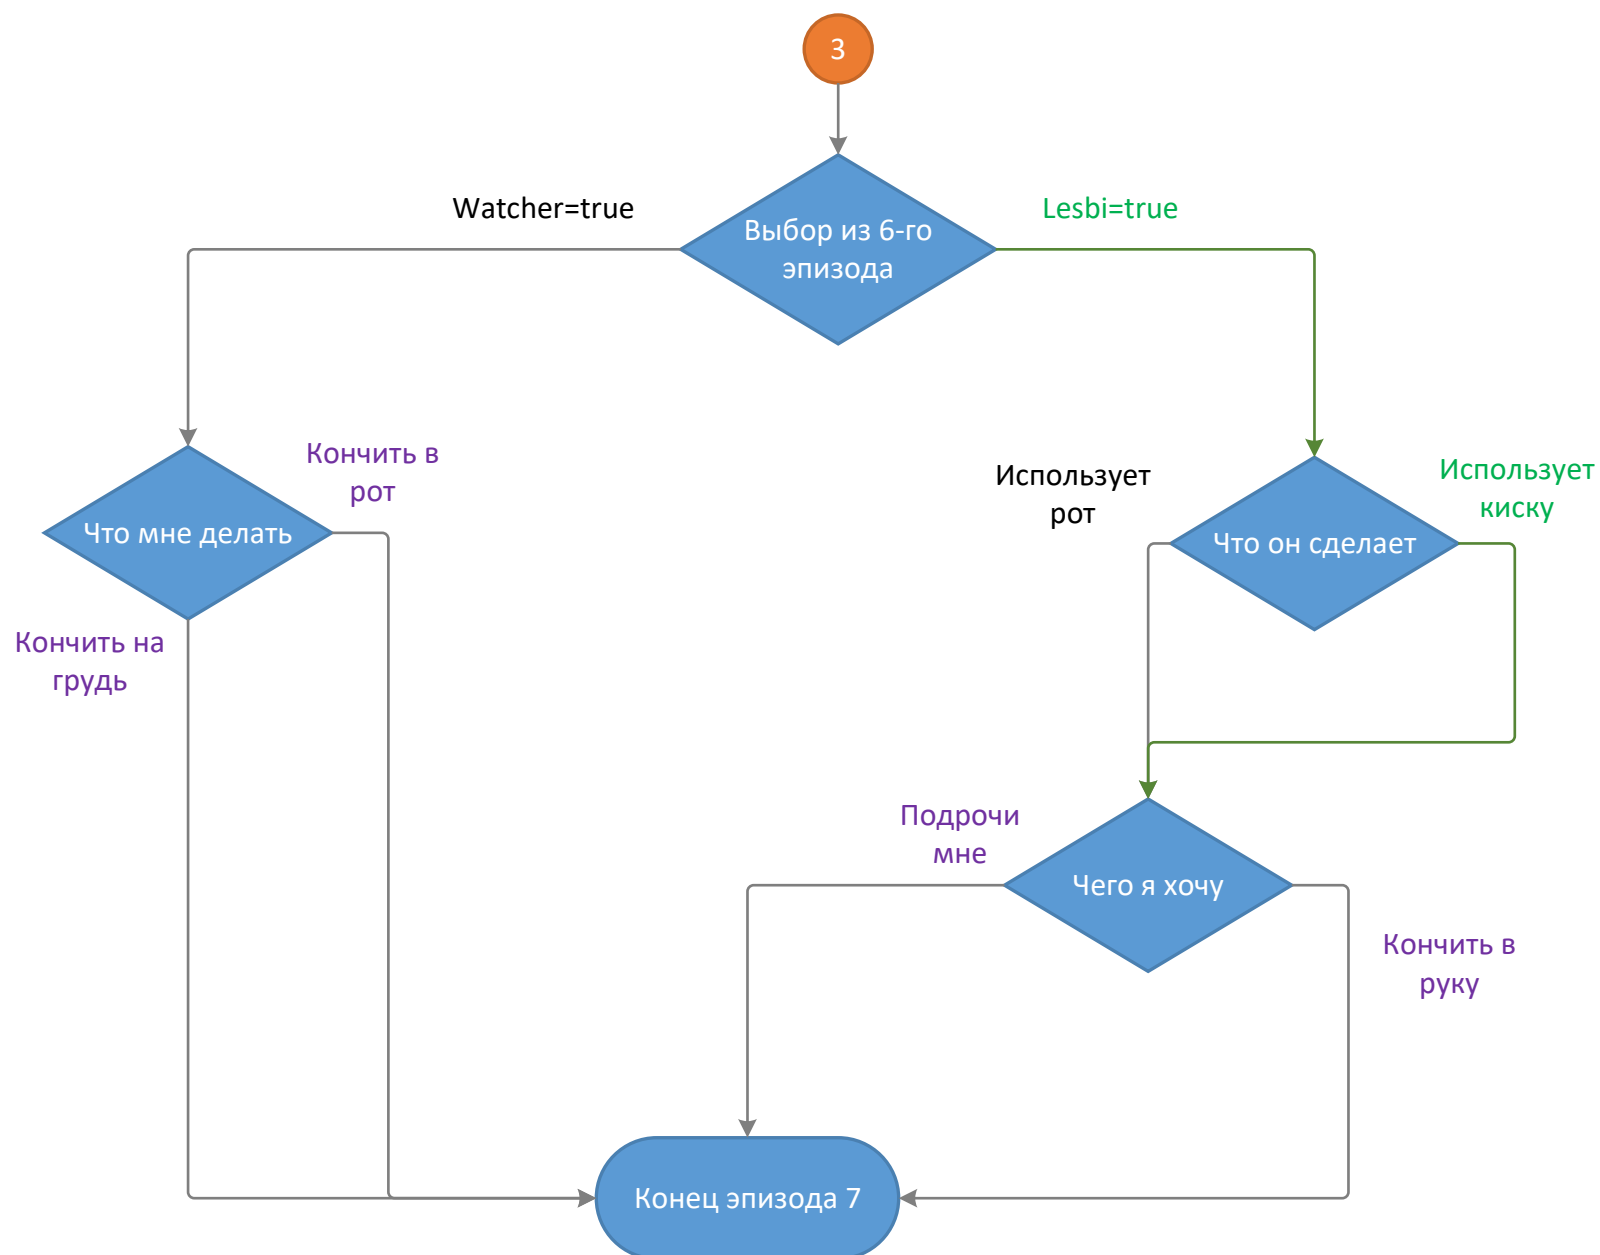 3
Watcher=true
Lesbi=true
Выбор из 6-го
эпизода
Кончить в
рот
Что мне делать
Кончить на
грудь
Использует
рот
Использует
киску
Что он сделает
Подрочи
мне
Чего я хочу
Кончить в
руку
Конец эпизода 7